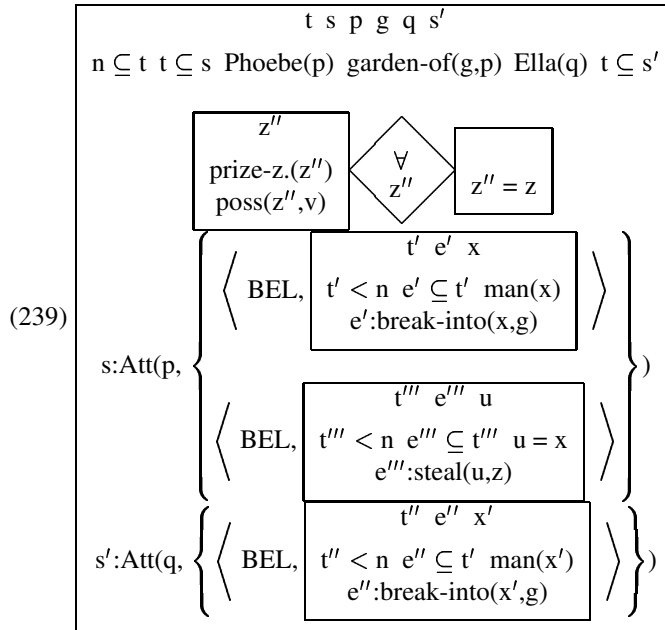 t s p g q s′
n ⊆ t t ⊆ s Phoebe(p) garden-of(g,p) Ella(q) t ⊆ s′
z′′
prize-z.(z′′)
poss(z′′,v)
∀
z′′
z′′ = z
(239)
s:Att(p,
⟨ BEL,
t′ e′ x
t′ < n e′ ⊆ t′ man(x)
e′:break-into(x,g)
⟩
⟨ BEL,
t′′′ e′′′ u
t′′′ < n e′′′ ⊆ t′′′ u = x
e′′′:steal(u,z)
⟩
)
s′:Att(q, { ⟨ BEL,
t′′ e′′ x′
t′′ < n e′′ ⊆ t′ man(x′)
e′′:break-into(x′,g)
⟩ })